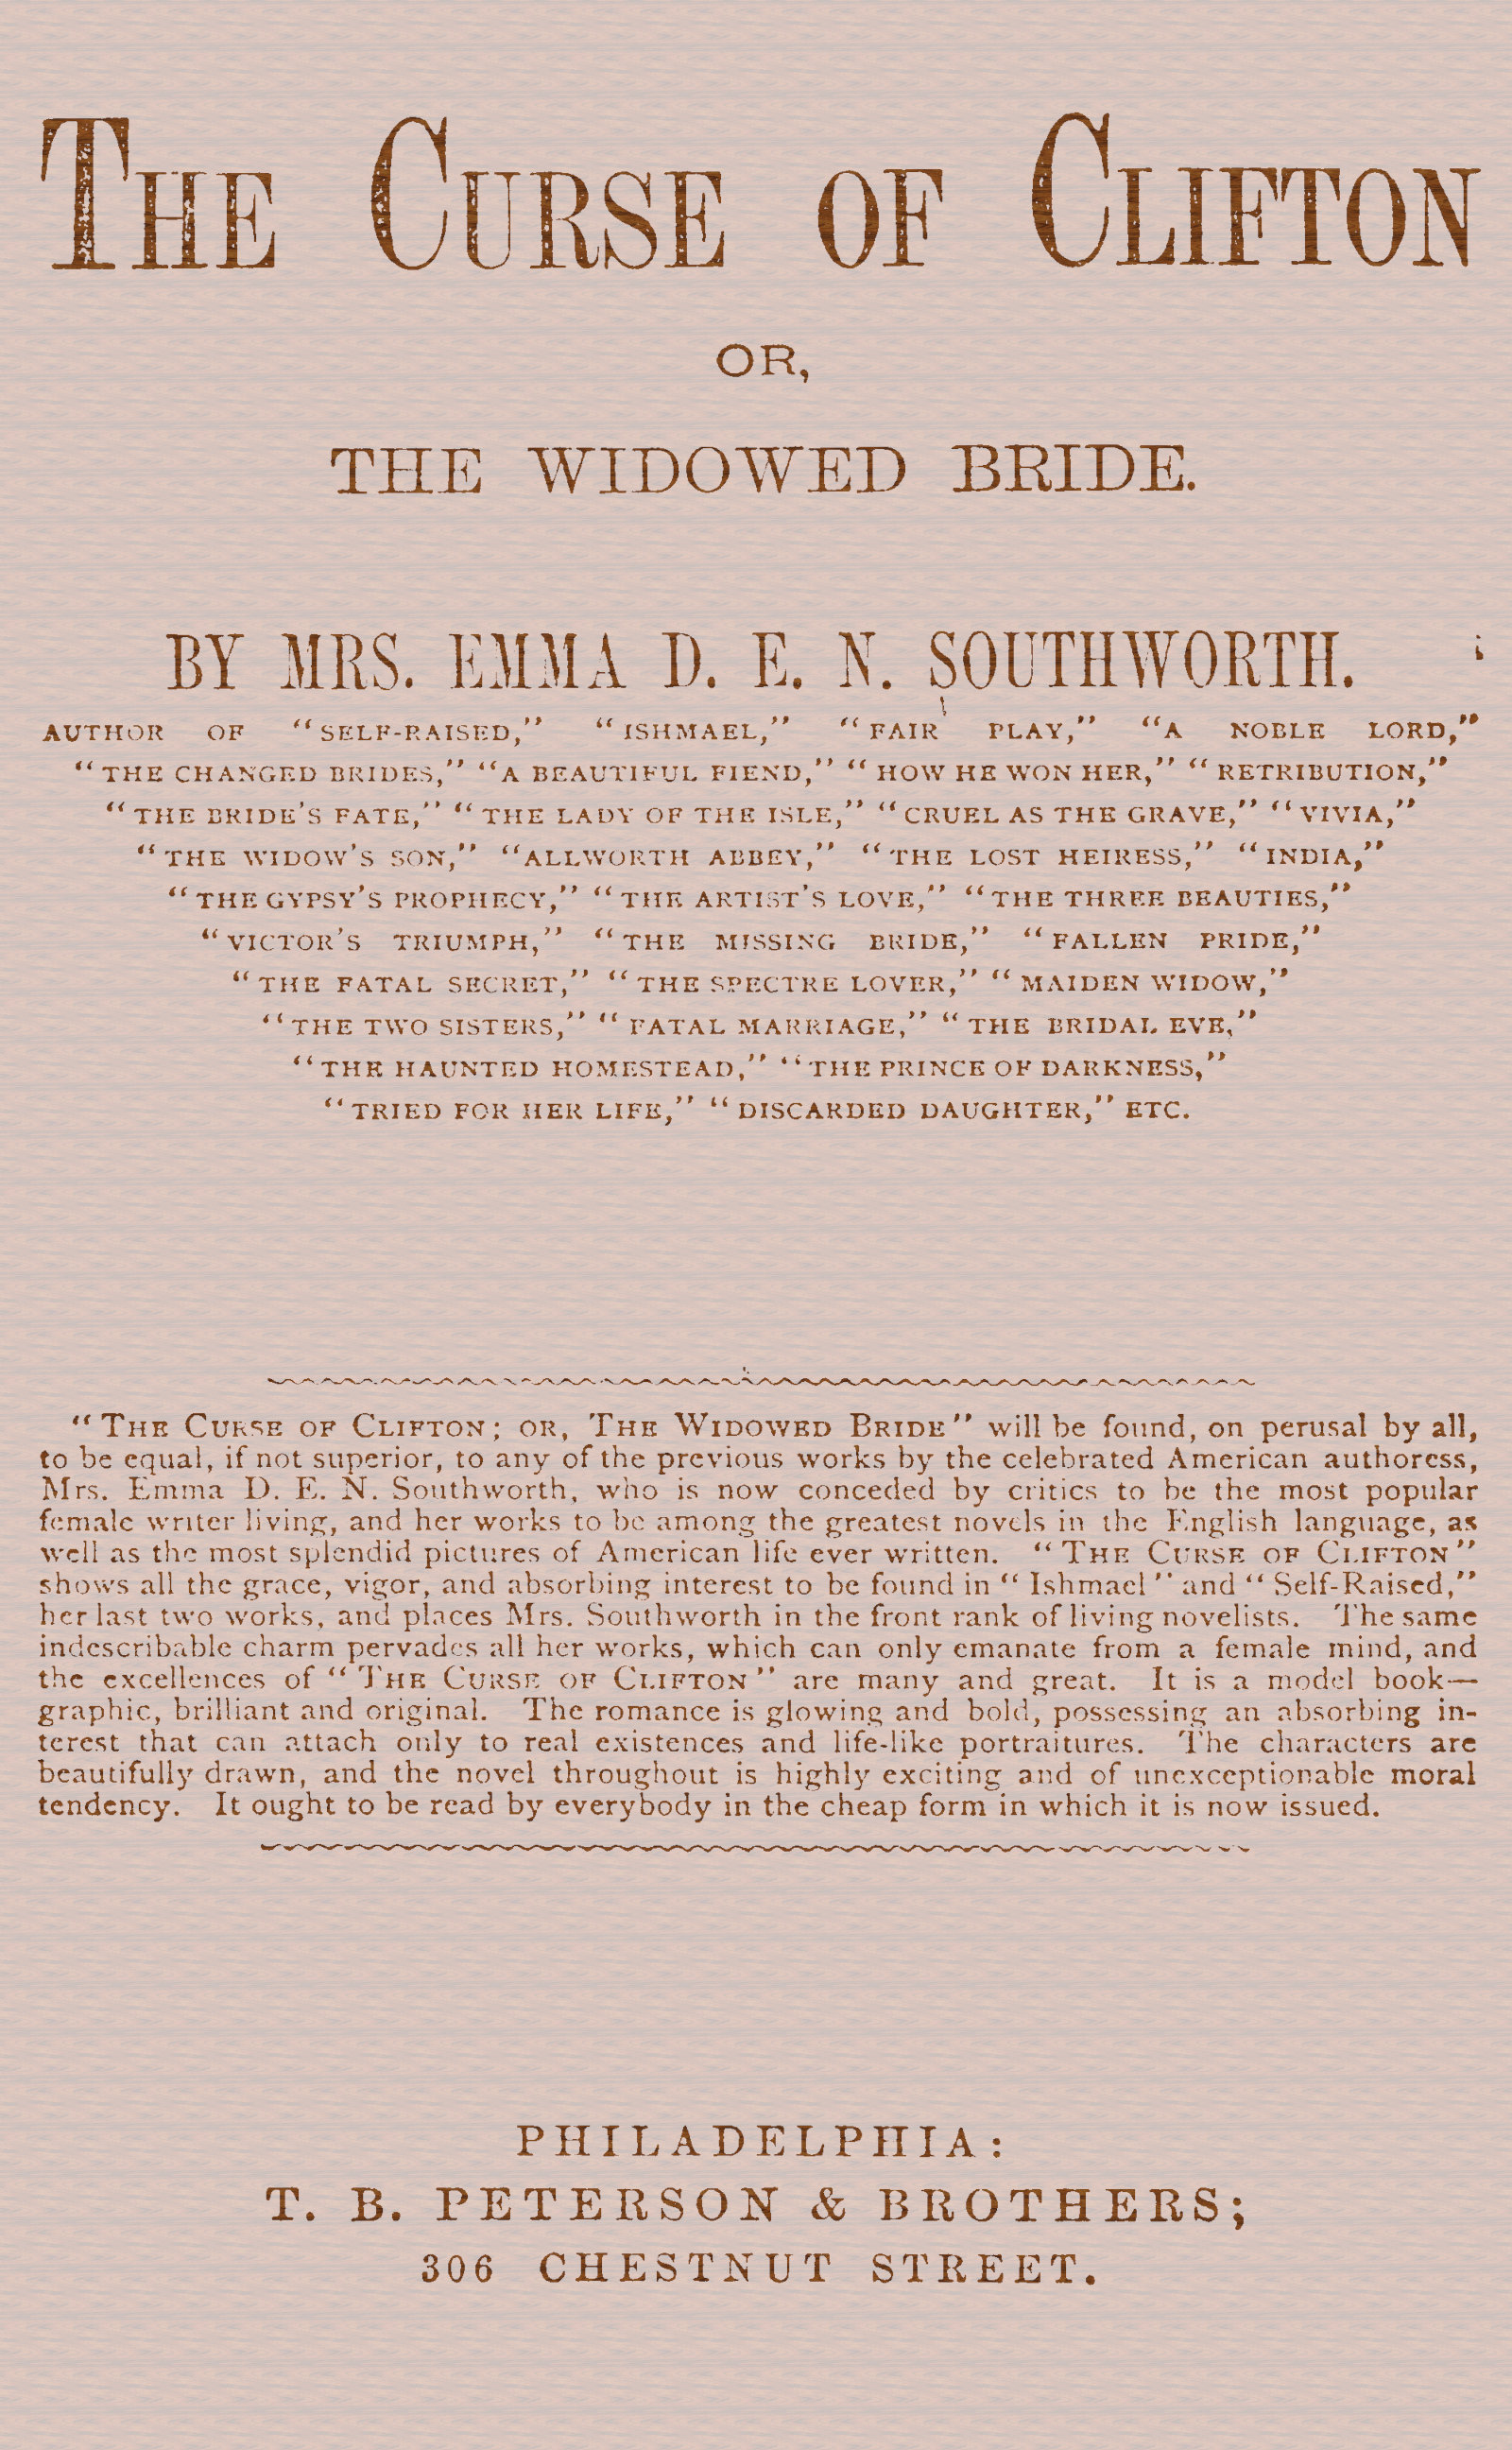 The Curse of Clifton
OR,
THE WIDOWED BRIDE.
BY MRS. EMMA D. E. N. SOUTHWORTH.
AUTHOR OF “SELF-RAISED,” “ISHMAEL,” “FAIR PLAY,” “A NOBLE LORD,”
“THE CHANGED BRIDES,” “A BEAUTIFUL FIEND,” “HOW HE WON HER,” “RETRIBUTION,”
“THE BRIDE'S FATE,” “THE LADY OF THE ISLE,” “CRUEL AS THE GRAVE,” “VIVIA,”
“THE WIDOW'S SON,” “ALLWORTH ABBEY,” “THE LOST HEIRESS,” “INDIA,”
“THE GYPSY'S PROPHECY,” “THE ARTIST'S LOVE,” “THE THREE BEAUTIES,”
“VICTOR'S TRIUMPH,” “THE MISSING BRIDE,” “FALLEN PRIDE,”
“THE FATAL SECRET,” “THE SPECTRE LOVER,” “MAIDEN WIDOW,”
“THE TWO SISTERS,” “FATAL MARRIAGE,” “THE BRIDAL EVE,”
“THE HAUNTED HOMESTEAD,” “THE PRINCE OF DARKNESS,”
“TRIED FOR HER LIFE,” “DISCARDED DAUGHTER,” ETC.
“The Curse of Clifton; or, The Widowed Bride” will be found, on perusal by all,
to be equal, if not superior, to any of the previous works by the celebrated American authoress,
Mrs. Emma D. E. N. Southworth, who is now conceded by critics to be the most popular
female writer living, and her works to be among the greatest novels in the English language, as
well as the most splendid pictures of American life ever written. “The Curse of Clifton”
shows all the grace, vigor, and absorbing interest to be found in “Ishmael” and “Self-Raised,”
her last two works, and places Mrs. Southworth in the front rank of living novelists. The same
indescribable charm pervades all her works, which can only emanate from a female mind, and
the excellences of “The Curse of Clifton” are many and great. It is a model book—
graphic, brilliant and original. The romance is glowing and bold, possessing an absorbing in-
terest that can attach only to real existences and life-like portraitures. The characters are
beautifully drawn, and the novel throughout is highly exciting and of unexceptionable moral
tendency. It ought to be read by everybody in the cheap form in which it is now issued.
PHILADELPHIA:
T. B. PETERSON & BROTHERS;
306 CHESTNUT STREET.